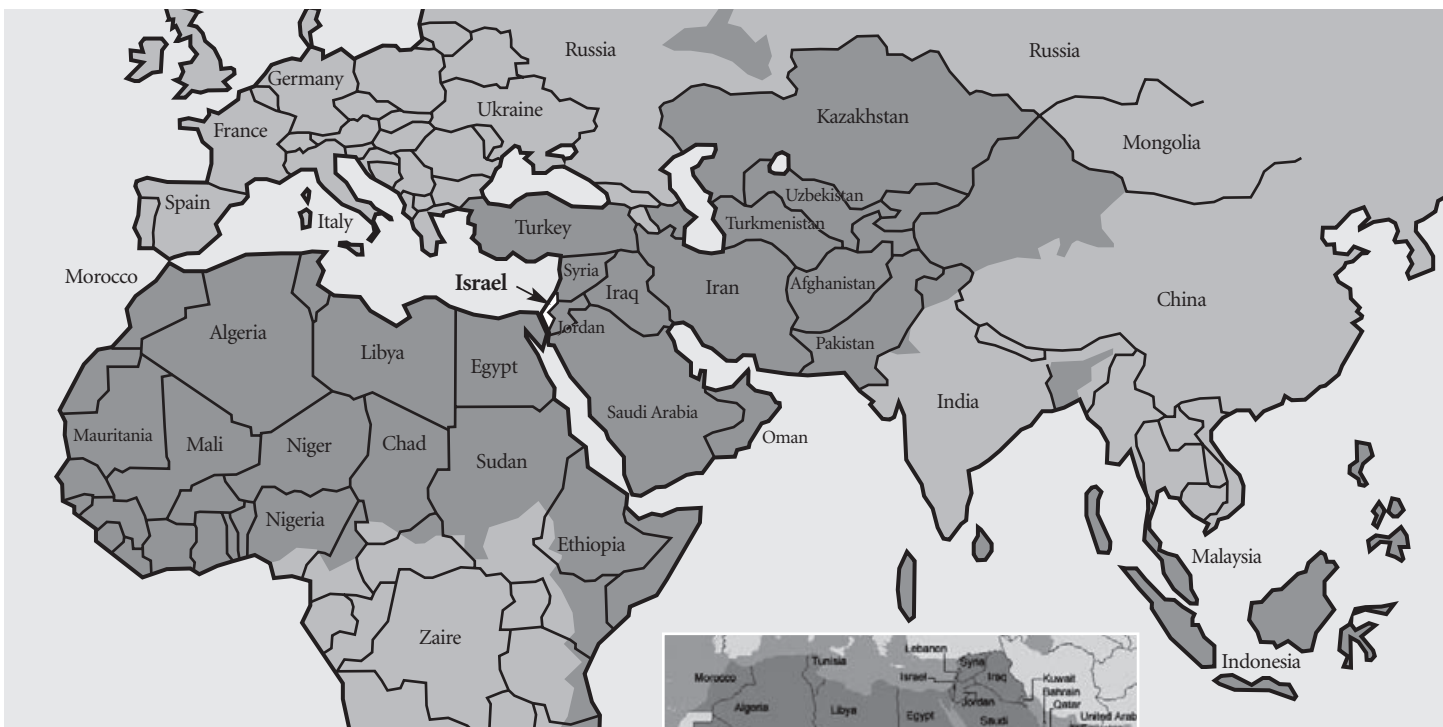 Russia
Russia
Germany
Ukraine
Kazakhstan
France
Mongolia
Spain
Uzbekistan
Italy
Turkey
Turkmenistan
Morocco
Syria
Israel
Iraq
Iran
Afghanistan
China
Algeria
Jordan
Libya
Pakistan
Egypt
India
Saudi Arabia
Mauritania
Mali
Niger
Chad
Oman
Sudan
Nigeria
Ethiopia
Malaysia
Zaire
Indonesia
Lebanon
Tunisia
Syria
Morocco
Israel
Iraq
Kuwait
Bahrain
Jordan
Qatar
Algeria
Libya
Egypt
Saudi
United Arab